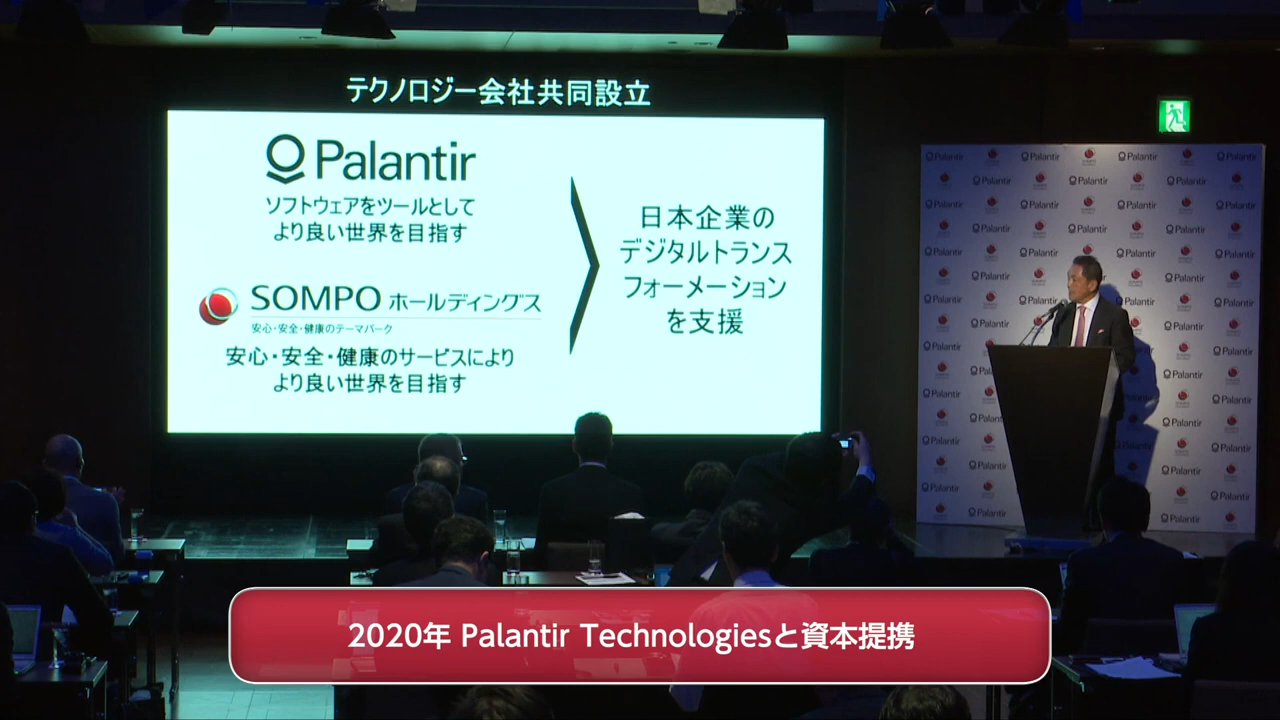 テクノロジー会社共同設立
Palantir
ソフトウェアをツールとして
より良い世界を目指す
SOMPO ホールディングス
安心・安全・健康のテーマパーク
安心・安全・健康のサービスにより
より良い世界を目指す
日本企業の
デジタルトランス
フォーメーション
を支援
2020年 Palantir Technologiesと資本提携